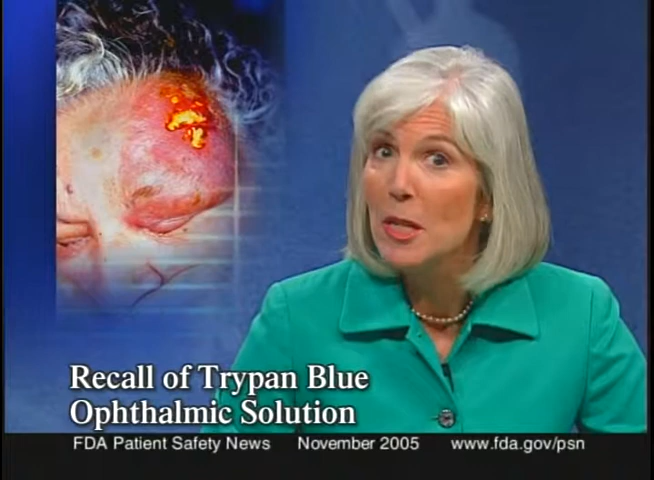 Recall of Trypan Blue
Ophthalmic Solution
FDA Patient Safety News November 2005 www.fda.gov/psn